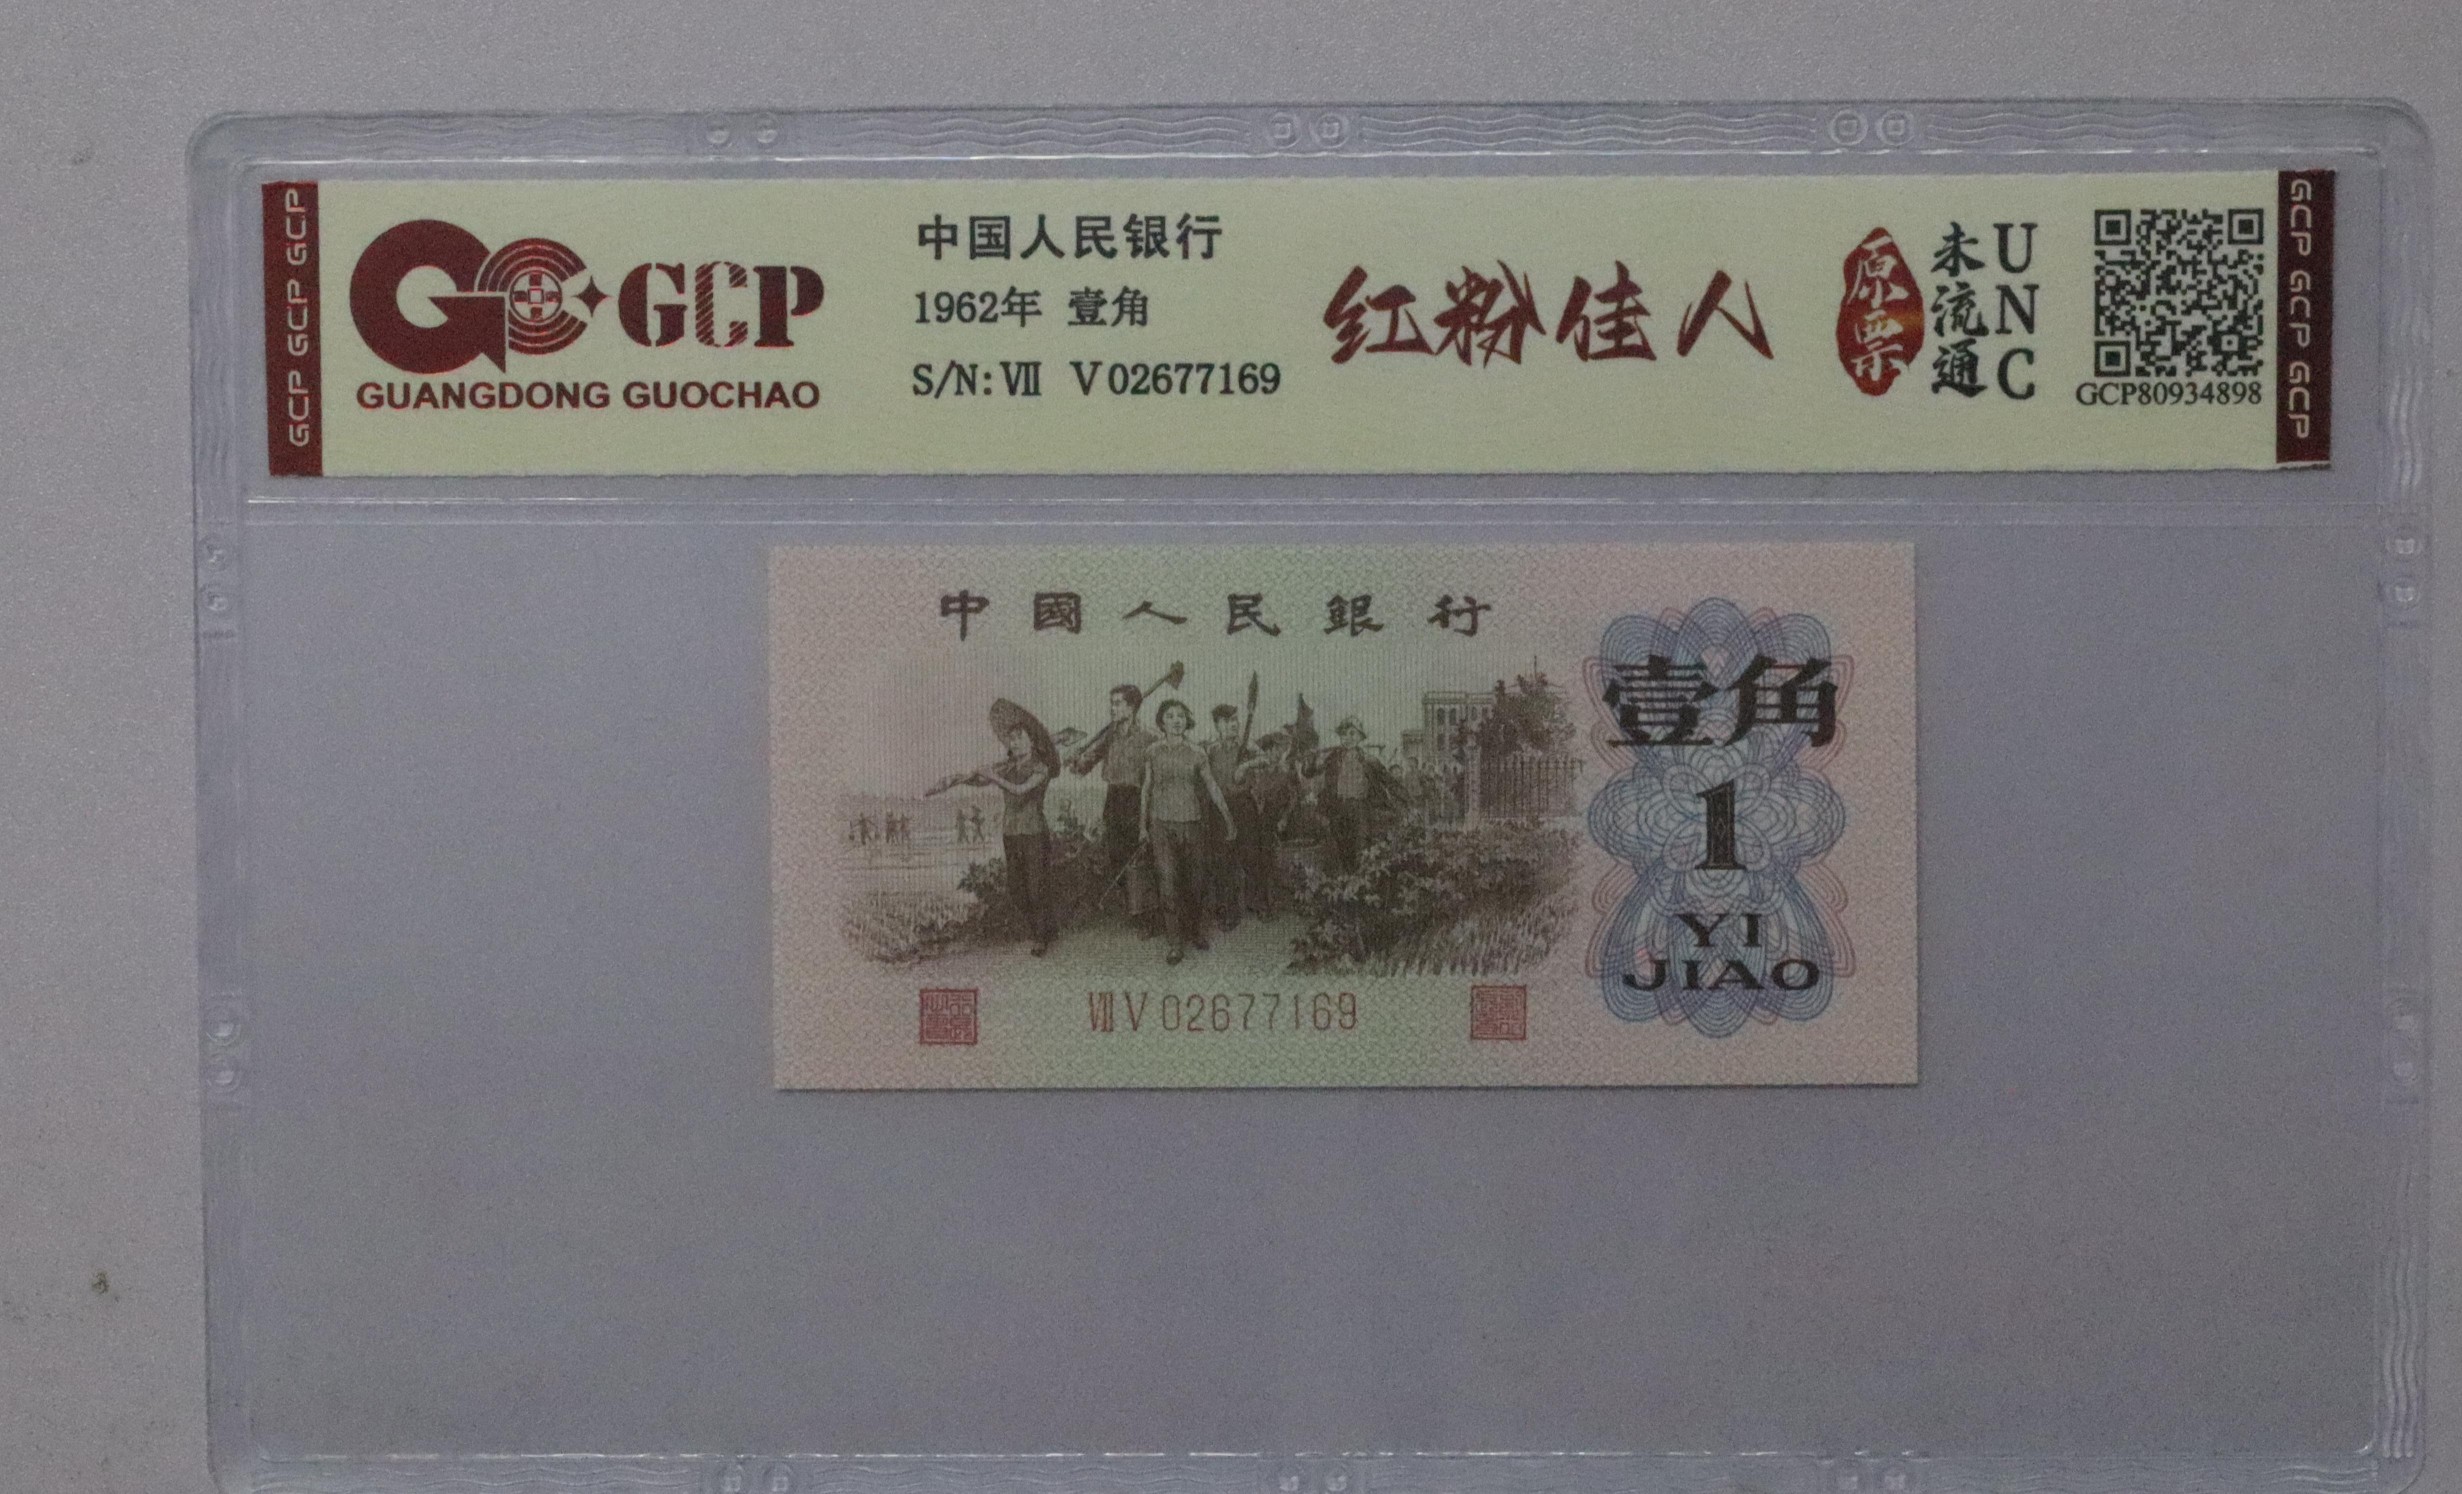 GCP GCP GCP
GCP
GUANGDONG GUOCHAO
中国人民银行
1962年 壹角
S/N: Ⅶ V 02677169
红粉佳人
原票
未流通
UNC
GCP80934898
GCP GCP GCP
中國人民銀行
壹角
1
YI
JIAO
Ⅶ V 02677169